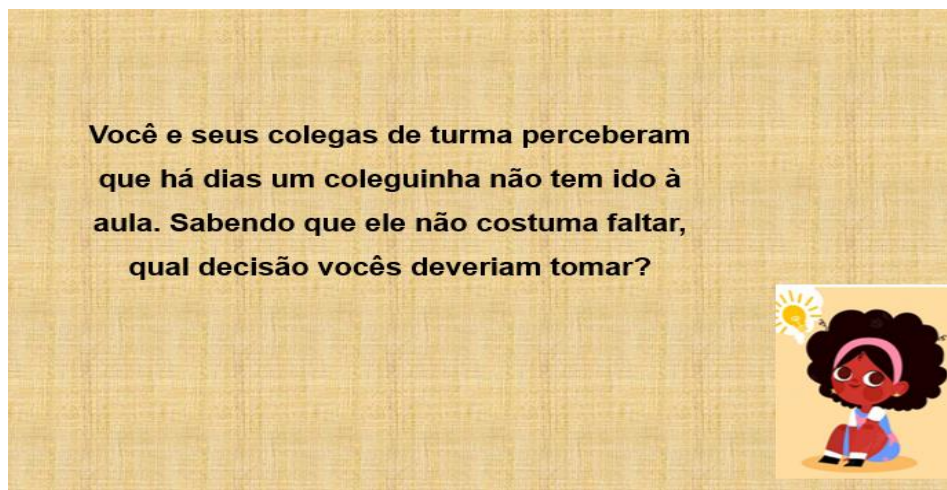 Você e seus colegas de turma perceberam
que há dias um coleguinha não tem ido à
aula. Sabendo que ele não costuma faltar,
qual decisão vocês deveriam tomar?